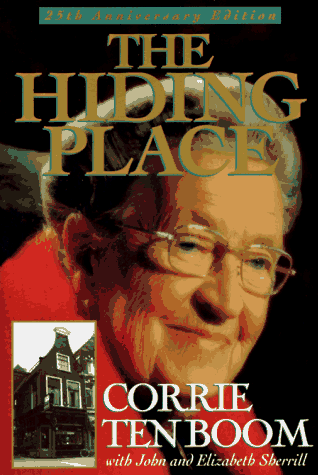 25th Anniversary Edition
THE
HIDING
PLACE
CORRIE
TEN BOOM
with John and Elizabeth Sherrill